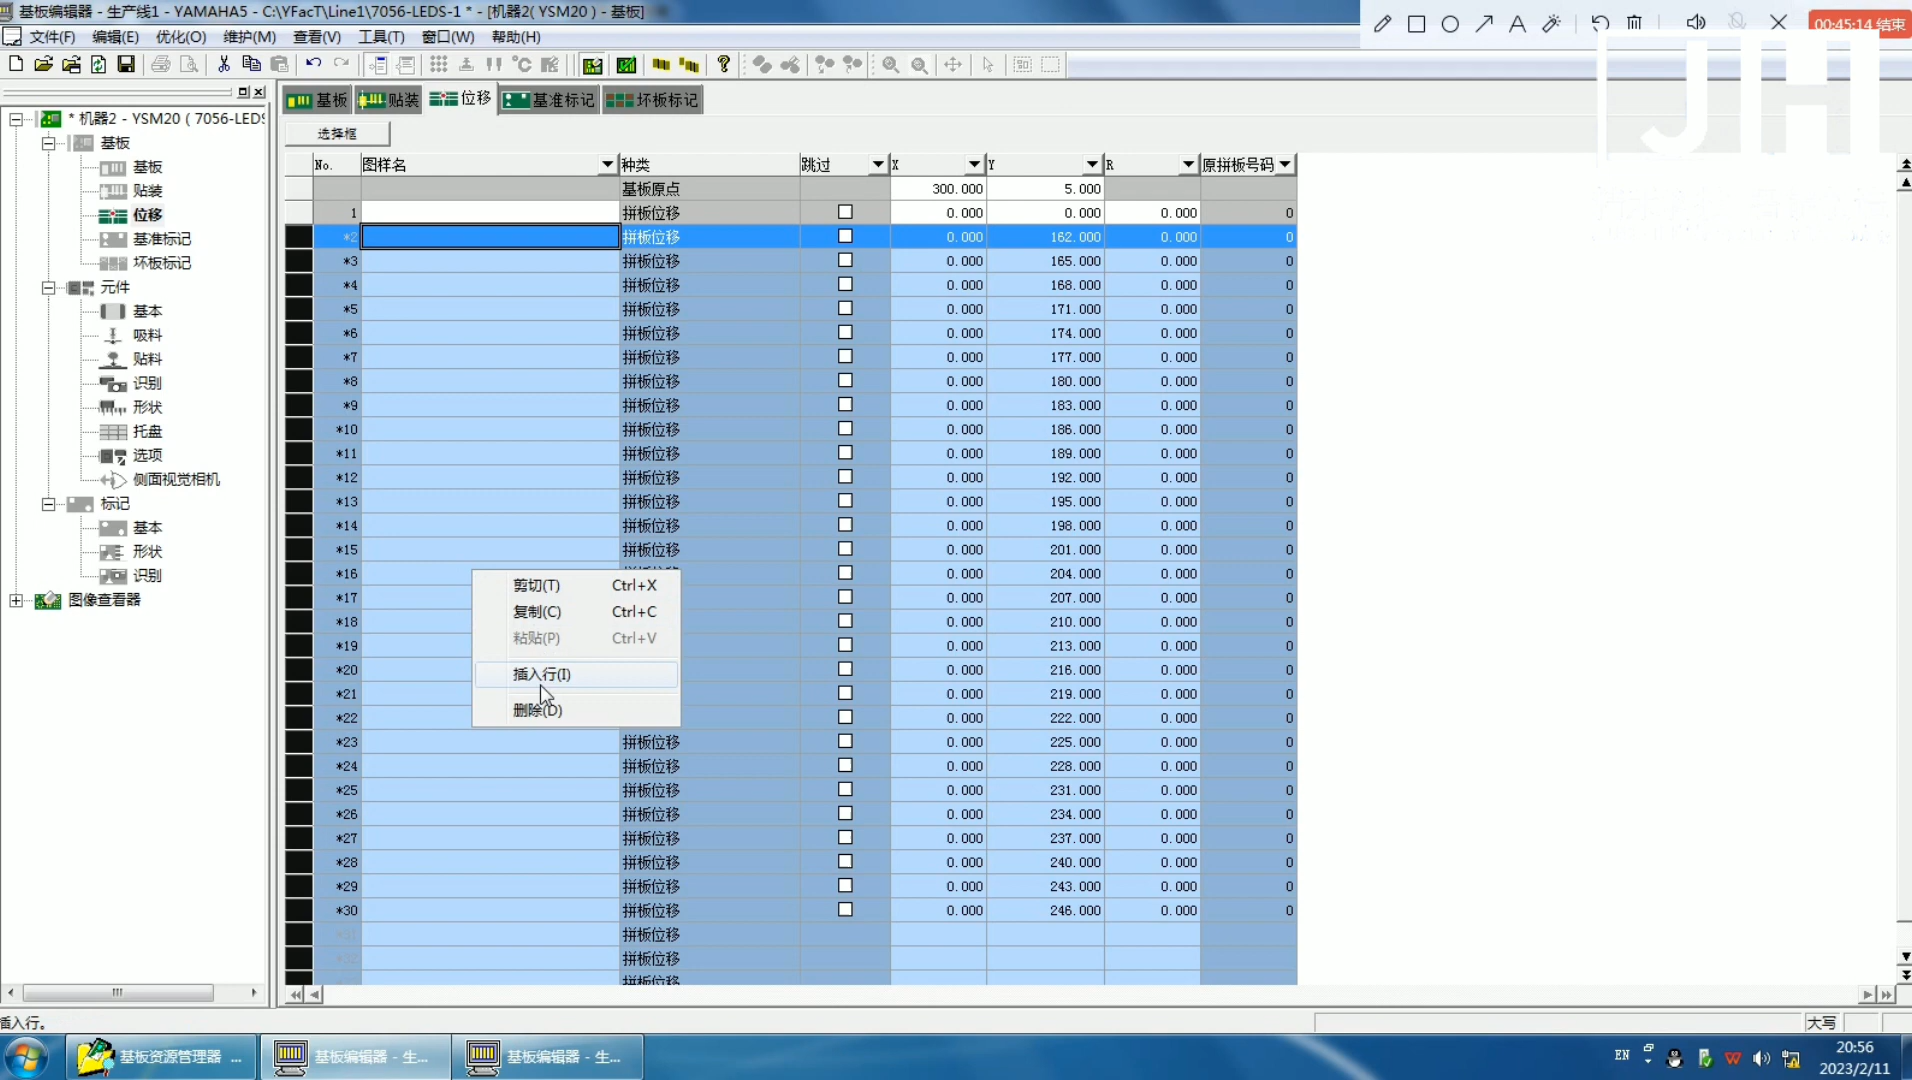 基板编辑器 - 生产线1 - YAMAHA5 - C:\YFacT\Line1\7056-LEDS-1 * - [机器2( YSM20 ) - 基板]
00:45:14 结束
文件(F) 编辑(E) 优化(O) 维护(M) 查看(V) 工具(T) 窗口(W) 帮助(H)
JH
* 机器2 - YSM20 ( 7056-LEDS
基板
基板
贴装
位移
基准标记
坏板标记
元件
基本
吸料
贴料
识别
形状
托盘
选项
侧面视觉相机
标记
基本
形状
识别
图像查看器
基板 贴装 位移 基准标记 坏板标记
选择框
No. 图样名 种类 跳过 X Y R 原拼板号码
基板原点 300.000 5.000
1 拼板位移 0.000 0.000 0.000 0
*2 拼板位移 0.000 162.000 0.000 0
*3 拼板位移 0.000 165.000 0.000 0
*4 拼板位移 0.000 168.000 0.000 0
*5 拼板位移 0.000 171.000 0.000 0
*6 拼板位移 0.000 174.000 0.000 0
*7 拼板位移 0.000 177.000 0.000 0
*8 拼板位移 0.000 180.000 0.000 0
*9 拼板位移 0.000 183.000 0.000 0
*10 拼板位移 0.000 186.000 0.000 0
*11 拼板位移 0.000 189.000 0.000 0
*12 拼板位移 0.000 192.000 0.000 0
*13 拼板位移 0.000 195.000 0.000 0
*14 拼板位移 0.000 198.000 0.000 0
*15 拼板位移 0.000 201.000 0.000 0
*16 0.000 204.000 0.000 0
*17 0.000 207.000 0.000 0
*18 0.000 210.000 0.000 0
*19 0.000 213.000 0.000 0
*20 0.000 216.000 0.000 0
*21 0.000 219.000 0.000 0
*22 0.000 222.000 0.000 0
*23 拼板位移 0.000 225.000 0.000 0
*24 拼板位移 0.000 228.000 0.000 0
*25 拼板位移 0.000 231.000 0.000 0
*26 拼板位移 0.000 234.000 0.000 0
*27 拼板位移 0.000 237.000 0.000 0
*28 拼板位移 0.000 240.000 0.000 0
*29 拼板位移 0.000 243.000 0.000 0
*30 拼板位移 0.000 246.000 0.000 0
拼板位移
拼板位移
拼板位移
剪切(T) Ctrl+X
复制(C) Ctrl+C
粘贴(P) Ctrl+V
插入行(I)
删除(D)
插入行。
大写
基板资源管理器 ...
基板编辑器 - 生...
基板编辑器 - 生...
EN
20:56
2023/2/11